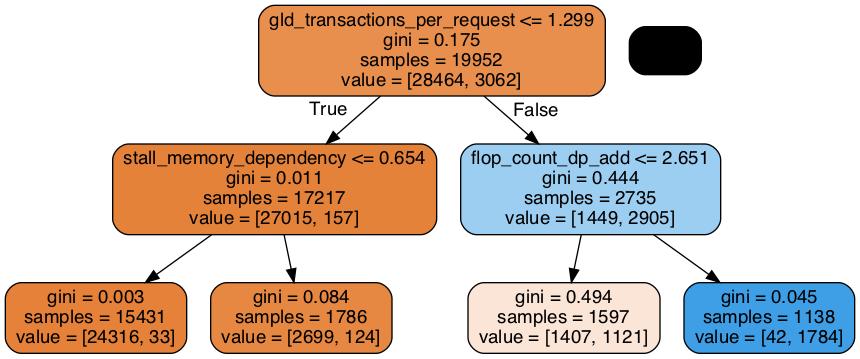 gld_transactions_per_request <= 1.299
gini = 0.175
samples = 19952
value = [28464, 3062]
True
False
stall_memory_dependency <= 0.654
gini = 0.011
samples = 17217
value = [27015, 157]
flop_count_dp_add <= 2.651
gini = 0.444
samples = 2735
value = [1449, 2905]
gini = 0.003
samples = 15431
value = [24316, 33]
gini = 0.084
samples = 1786
value = [2699, 124]
gini = 0.494
samples = 1597
value = [1407, 1121]
gini = 0.045
samples = 1138
value = [42, 1784]